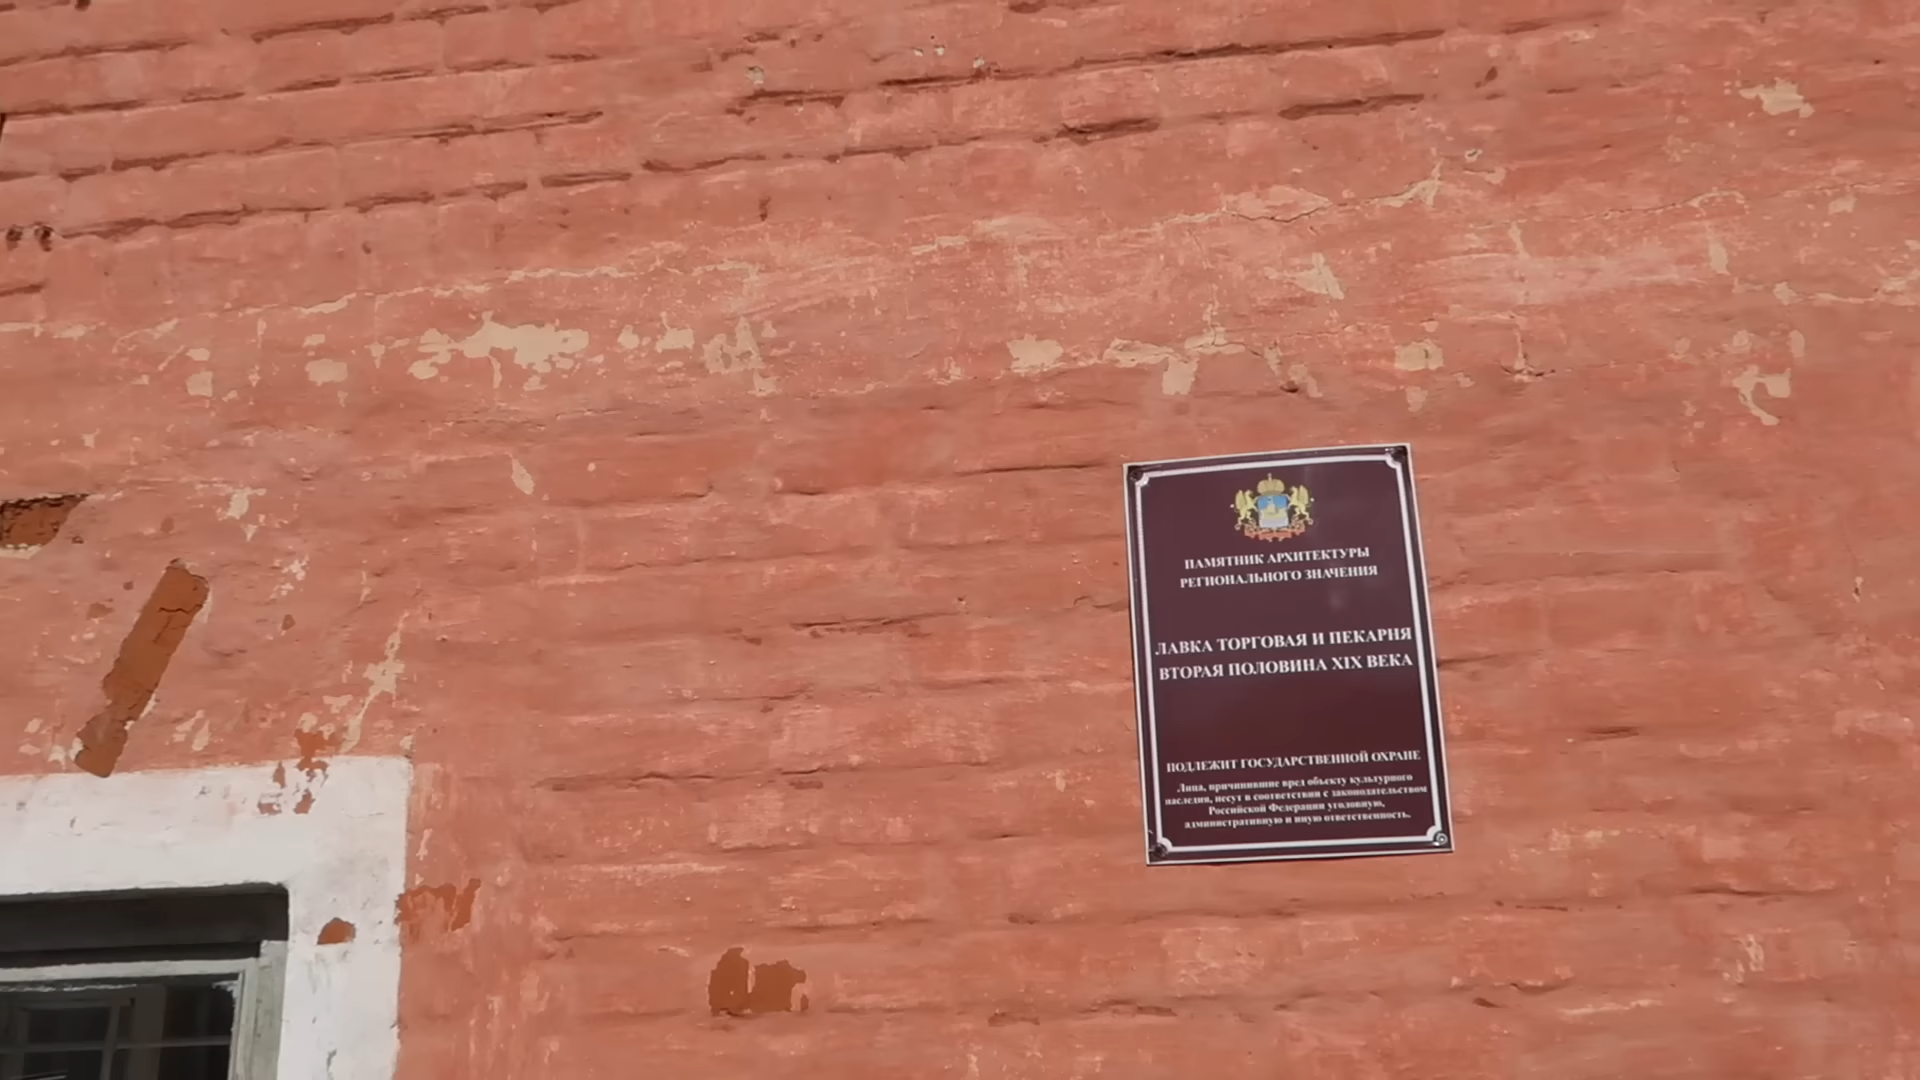 ПАМЯТНИК АРХИТЕКТУРЫ
РЕГИОНАЛЬНОГО ЗНАЧЕНИЯ
ЛАВКА ТОРГОВАЯ И ПЕКАРНЯ
ВТОРАЯ ПОЛОВИНА XIX ВЕКА
ПОДЛЕЖИТ ГОСУДАРСТВЕННОЙ ОХРАНЕ
Лица, причинившие вред объекту культурного
наследия, несут в соответствии с законодательством
Российской Федерации уголовную,
административную и иную ответственность.